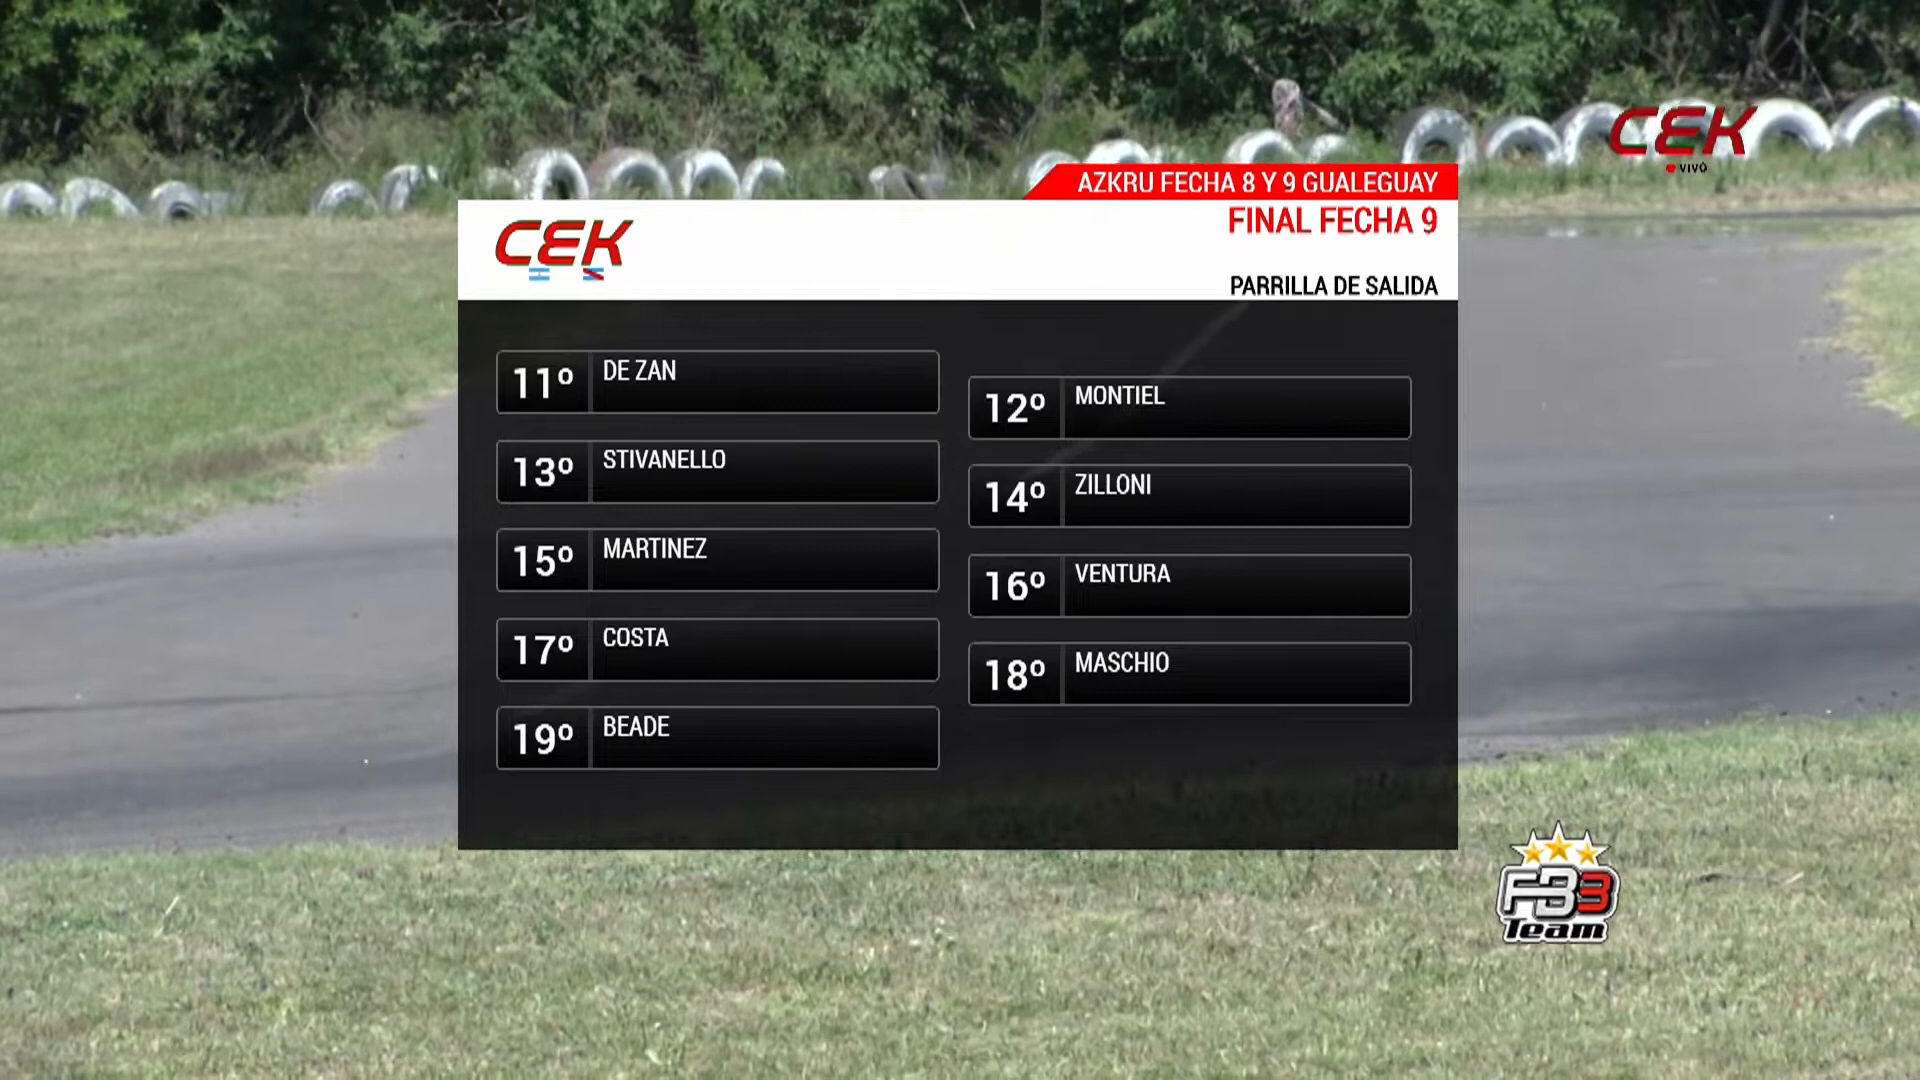 CEK
VIVO
AZKRU FECHA 8 Y 9 GUALEGUAY
CEK
FINAL FECHA 9
PARRILLA DE SALIDA
11º DE ZAN
12º MONTIEL
13º STIVANELLO
14º ZILLONI
15º MARTINEZ
16º VENTURA
17º COSTA
18º MASCHIO
19º BEADE
FB3
Team